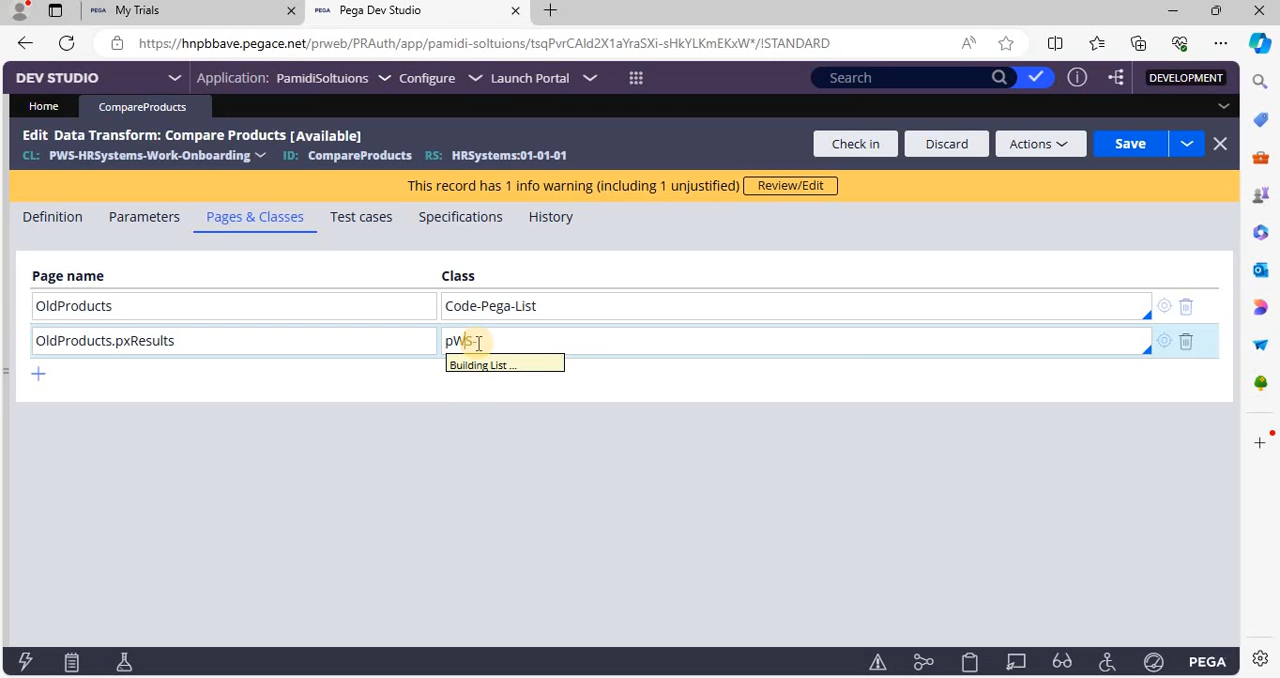 PEGA My Trials
PEGA Pega Dev Studio
https://hnpbbave.pegace.net/prweb/PRAuth/app/pamidi-soltuions/tsqPvrCAId2X1aYraSXi-sHkYLKmEKxW*/!STANDARD
DEV STUDIO Application: PamidiSoltuions Configure Launch Portal Search DEVELOPMENT
Home CompareProducts
Edit Data Transform: Compare Products [Available]
CL: PWS-HRSystems-Work-Onboarding ID: CompareProducts RS: HRSystems:01-01-01
Check in Discard Actions Save
This record has 1 info warning (including 1 unjustified) Review/Edit
Definition Parameters Pages & Classes Test cases Specifications History
Page name Class
OldProducts Code-Pega-List
OldProducts.pxResults pWS-
Building List ...
PEGA